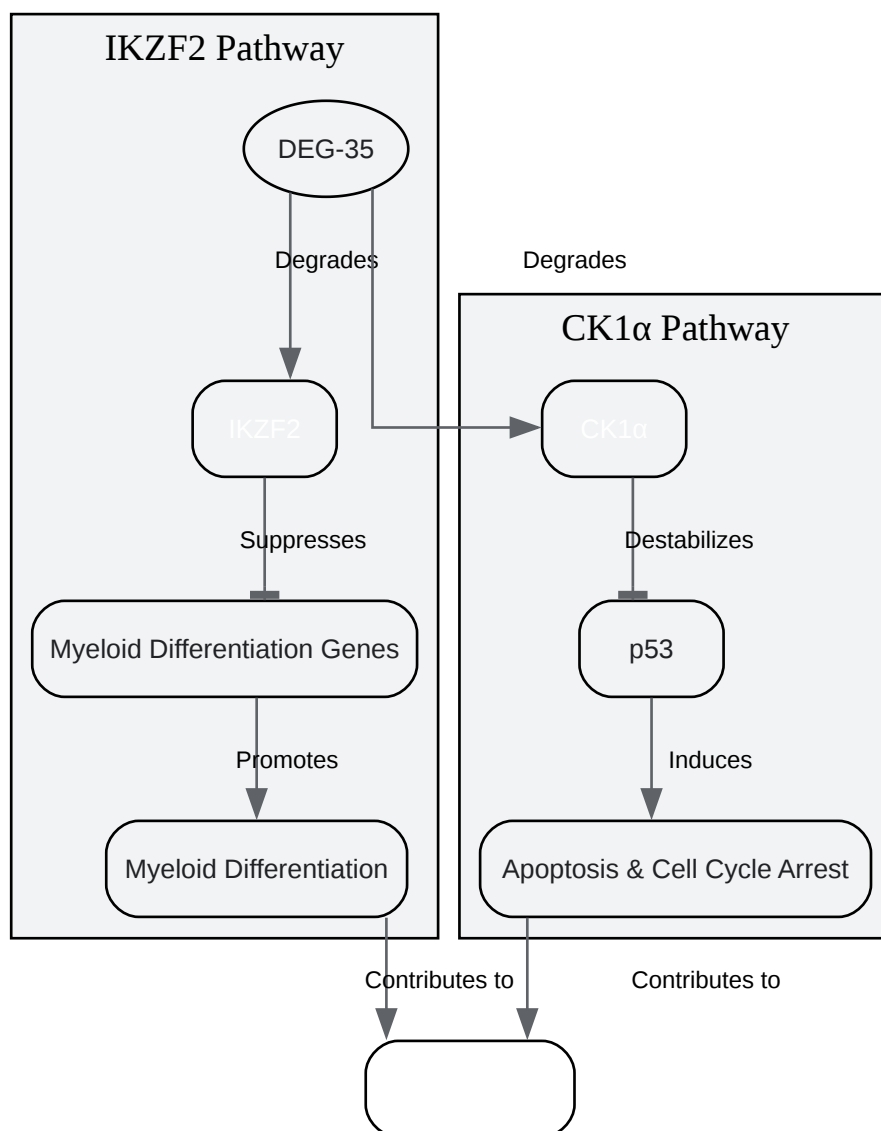 IKZF2 Pathway
DEG-35
Degrades
Degrades
CK1α Pathway
IKZF2
CK1α
Suppresses
Destabilizes
Myeloid Differentiation Genes
p53
Promotes
Induces
Myeloid Differentiation
Apoptosis & Cell Cycle Arrest
Contributes to
Contributes to